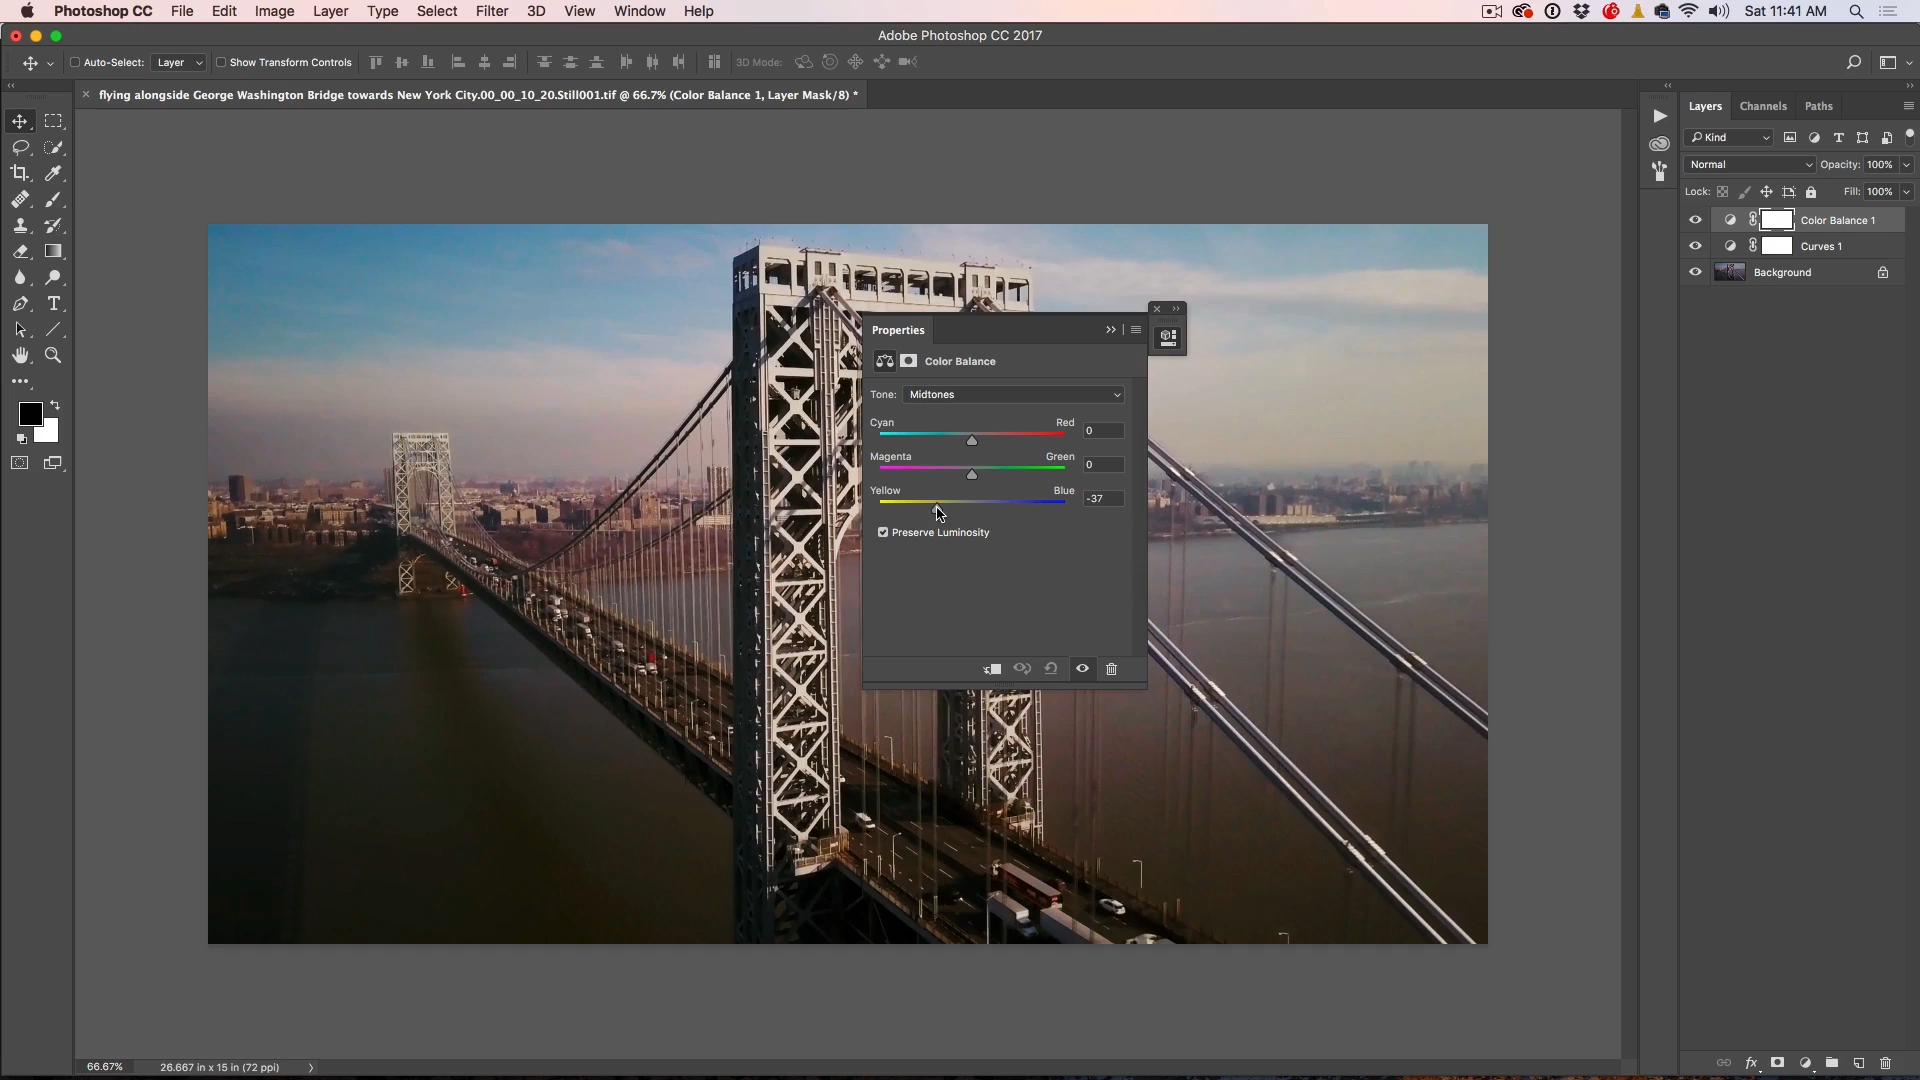 Photoshop CC File Edit Image Layer Type Select Filter 3D View Window Help Sat 11:41 AM
Adobe Photoshop CC 2017
Auto-Select: Layer Show Transform Controls 3D Mode:
flying alongside George Washington Bridge towards New York City.00_00_10_20.Still001.tif @ 66.7% (Color Balance 1, Layer Mask/8) *
Layers Channels Paths
Kind
Normal Opacity: 100%
Lock: Fill: 100%
Color Balance 1
Curves 1
Background
Properties
Color Balance
Tone: Midtones
Cyan Red 0
Magenta Green 0
Yellow Blue -37
Preserve Luminosity
66.67% 26.667 in x 15 in (72 ppi)